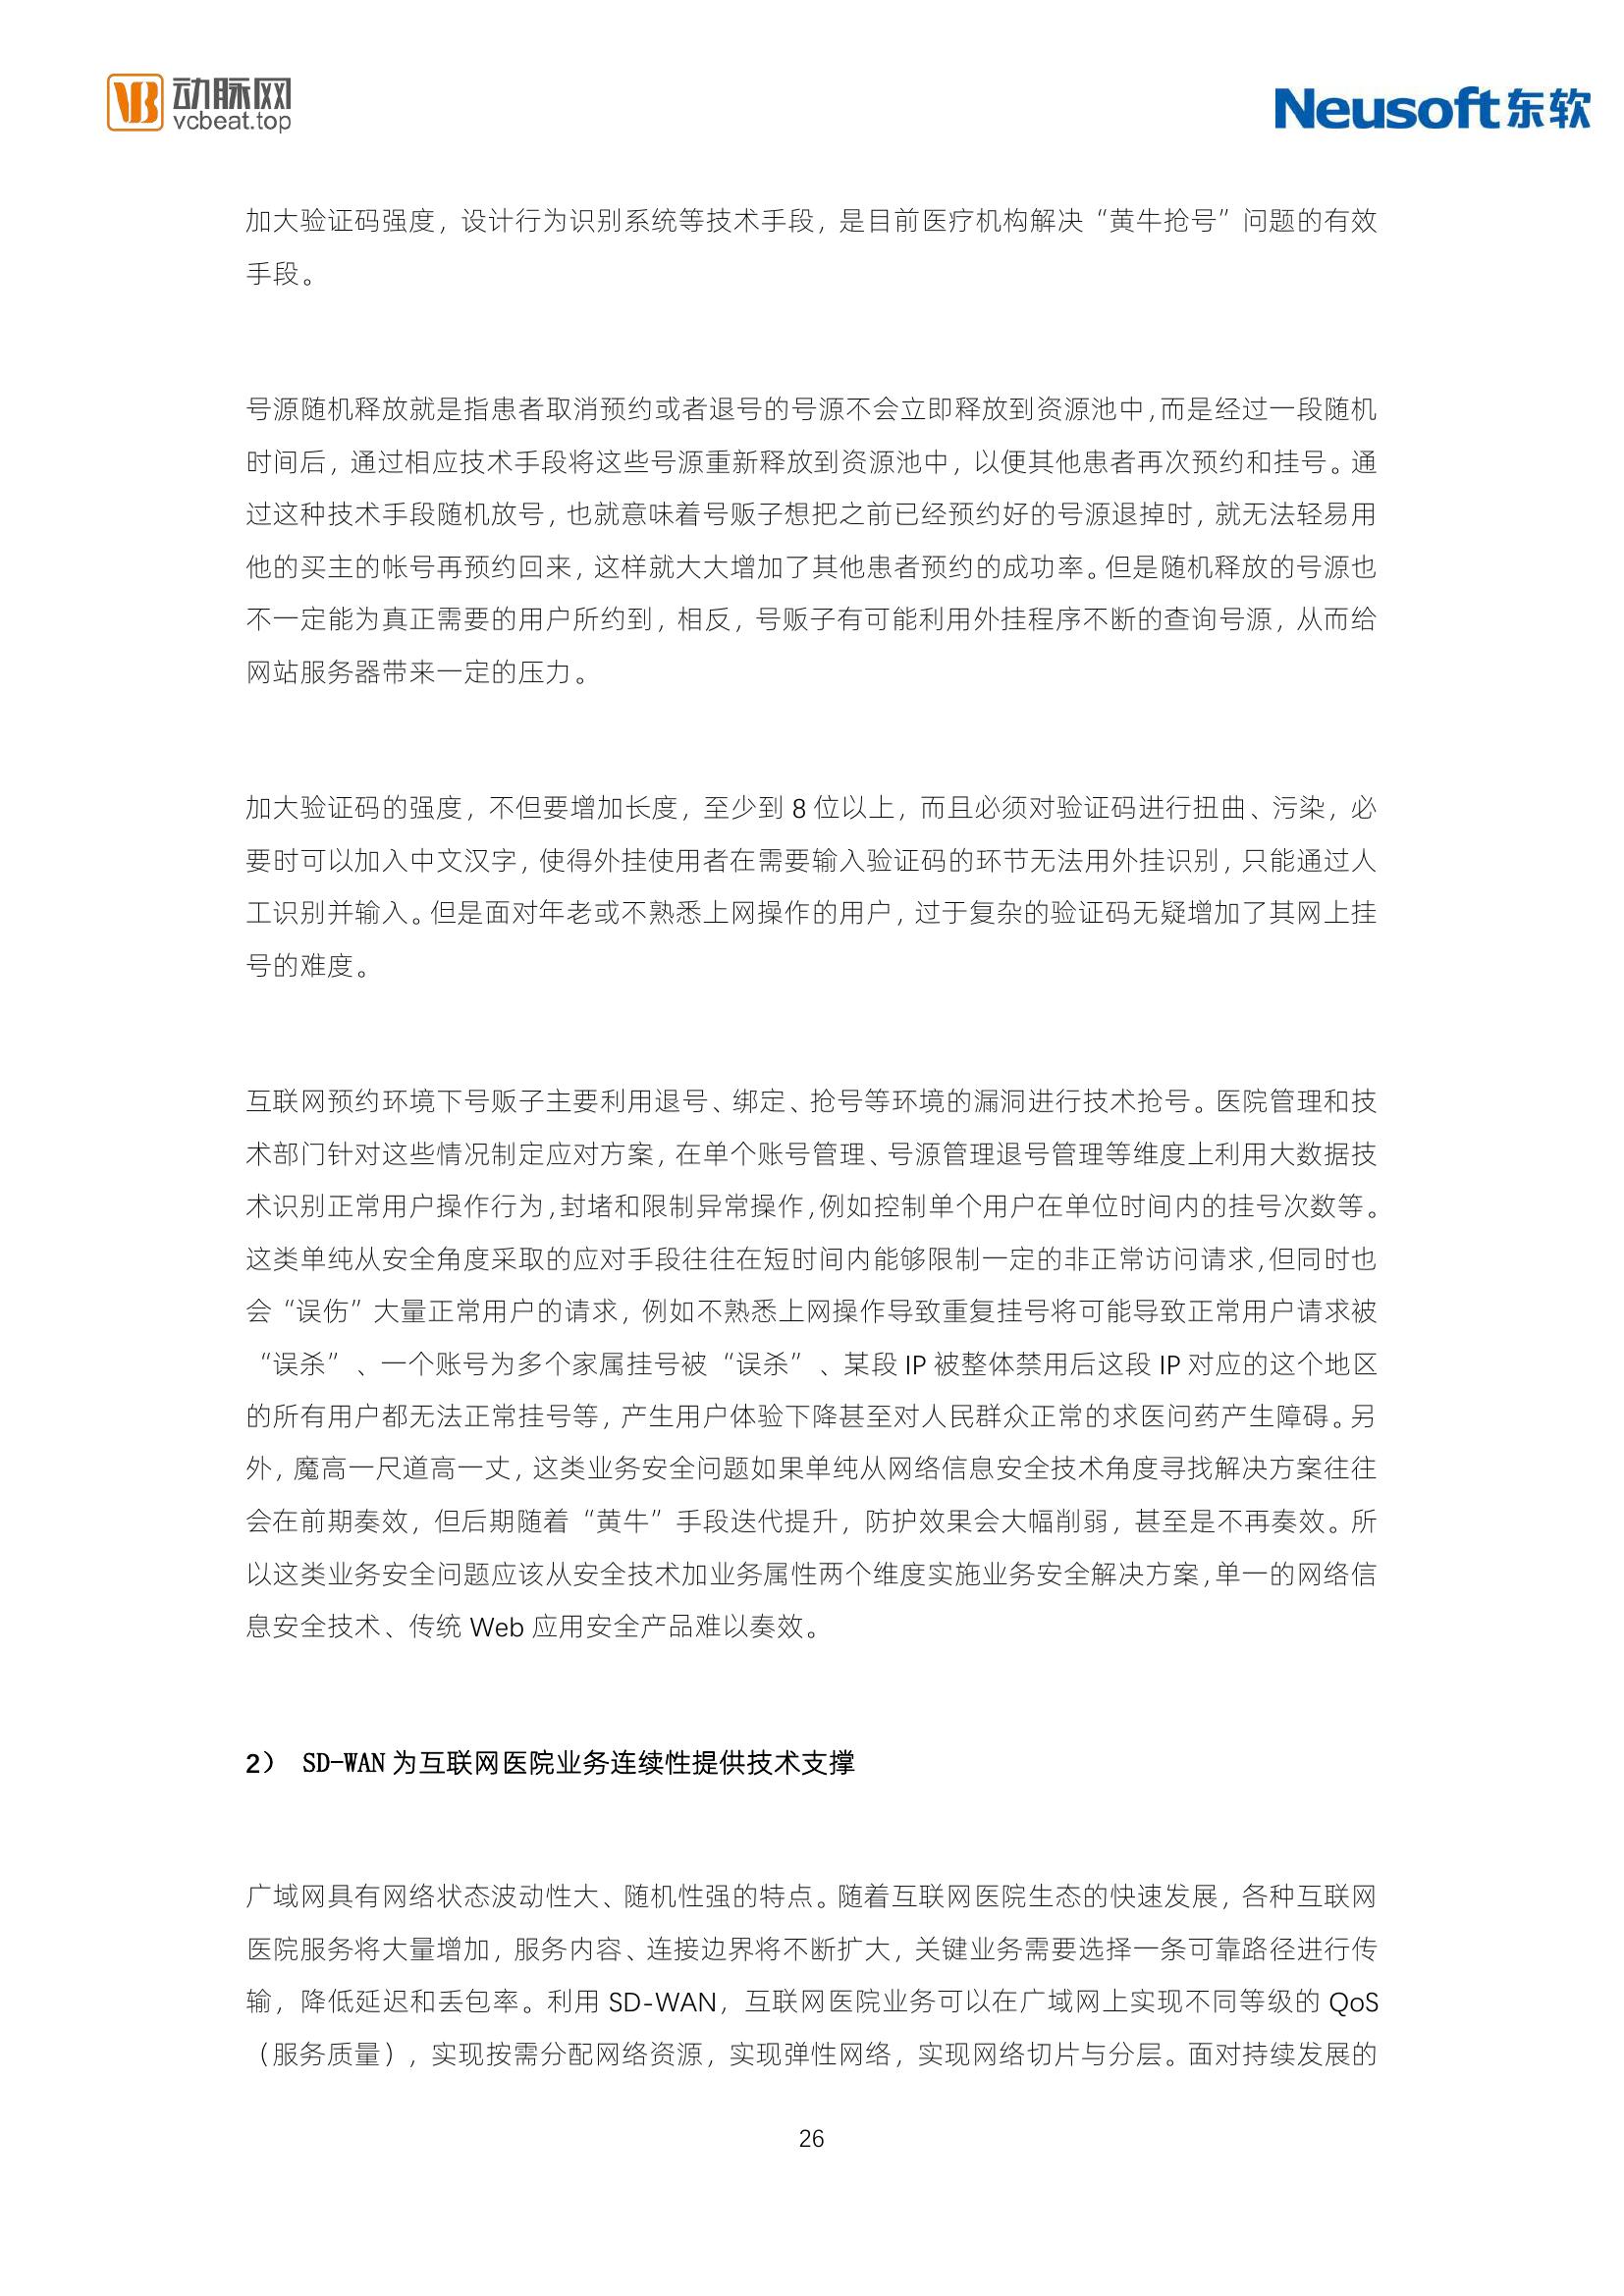 动脉网
vcbeat.top
Neusoft东软
加大验证码强度，设计行为识别系统等技术手段，是目前医疗机构解决“黄牛抢号”问题的有效
手段。
号源随机释放就是指患者取消预约或者退号的号源不会立即释放到资源池中，而是经过一段随机
时间后，通过相应技术手段将这些号源重新释放到资源池中，以便其他患者再次预约和挂号。通
过这种技术手段随机放号，也就意味着号贩子想把之前已经预约好的号源退掉时，就无法轻易用
他的买主的帐号再预约回来，这样就大大增加了其他患者预约的成功率。但是随机释放的号源也
不一定能为真正需要的用户所约到，相反，号贩子有可能利用外挂程序不断的查询号源，从而给
网站服务器带来一定的压力。
加大验证码的强度，不但要增加长度，至少到 8 位以上，而且必须对验证码进行扭曲、污染，必
要时可以加入中文汉字，使得外挂使用者在需要输入验证码的环节无法用外挂识别，只能通过人
工识别并输入。但是面对年老或不熟悉上网操作的用户，过于复杂的验证码无疑增加了其网上挂
号的难度。
互联网预约环境下号贩子主要利用退号、绑定、抢号等环境的漏洞进行技术抢号。医院管理和技
术部门针对这些情况制定应对方案，在单个账号管理、号源管理退号管理等维度上利用大数据技
术识别正常用户操作行为，封堵和限制异常操作，例如控制单个用户在单位时间内的挂号次数等。
这类单纯从安全角度采取的应对手段往往在短时间内能够限制一定的非正常访问请求，但同时也
会“误伤”大量正常用户的请求，例如不熟悉上网操作导致重复挂号将可能导致正常用户请求被
“误杀”、一个账号为多个家属挂号被“误杀”、某段 IP 被整体禁用后这段 IP 对应的这个地区
的所有用户都无法正常挂号等，产生用户体验下降甚至对人民群众正常的求医问药产生障碍。另
外，魔高一尺道高一丈，这类业务安全问题如果单纯从网络信息安全技术角度寻找解决方案往往
会在前期奏效，但后期随着“黄牛”手段迭代提升，防护效果会大幅削弱，甚至是不再奏效。所
以这类业务安全问题应该从安全技术加业务属性两个维度实施业务安全解决方案，单一的网络信
息安全技术、传统 Web 应用安全产品难以奏效。
2） SD-WAN 为互联网医院业务连续性提供技术支撑
广域网具有网络状态波动性大、随机性强的特点。随着互联网医院生态的快速发展，各种互联网
医院服务将大量增加，服务内容、连接边界将不断扩大，关键业务需要选择一条可靠路径进行传
输，降低延迟和丢包率。利用 SD-WAN，互联网医院业务可以在广域网上实现不同等级的 QoS
（服务质量），实现按需分配网络资源，实现弹性网络，实现网络切片与分层。面对持续发展的
26